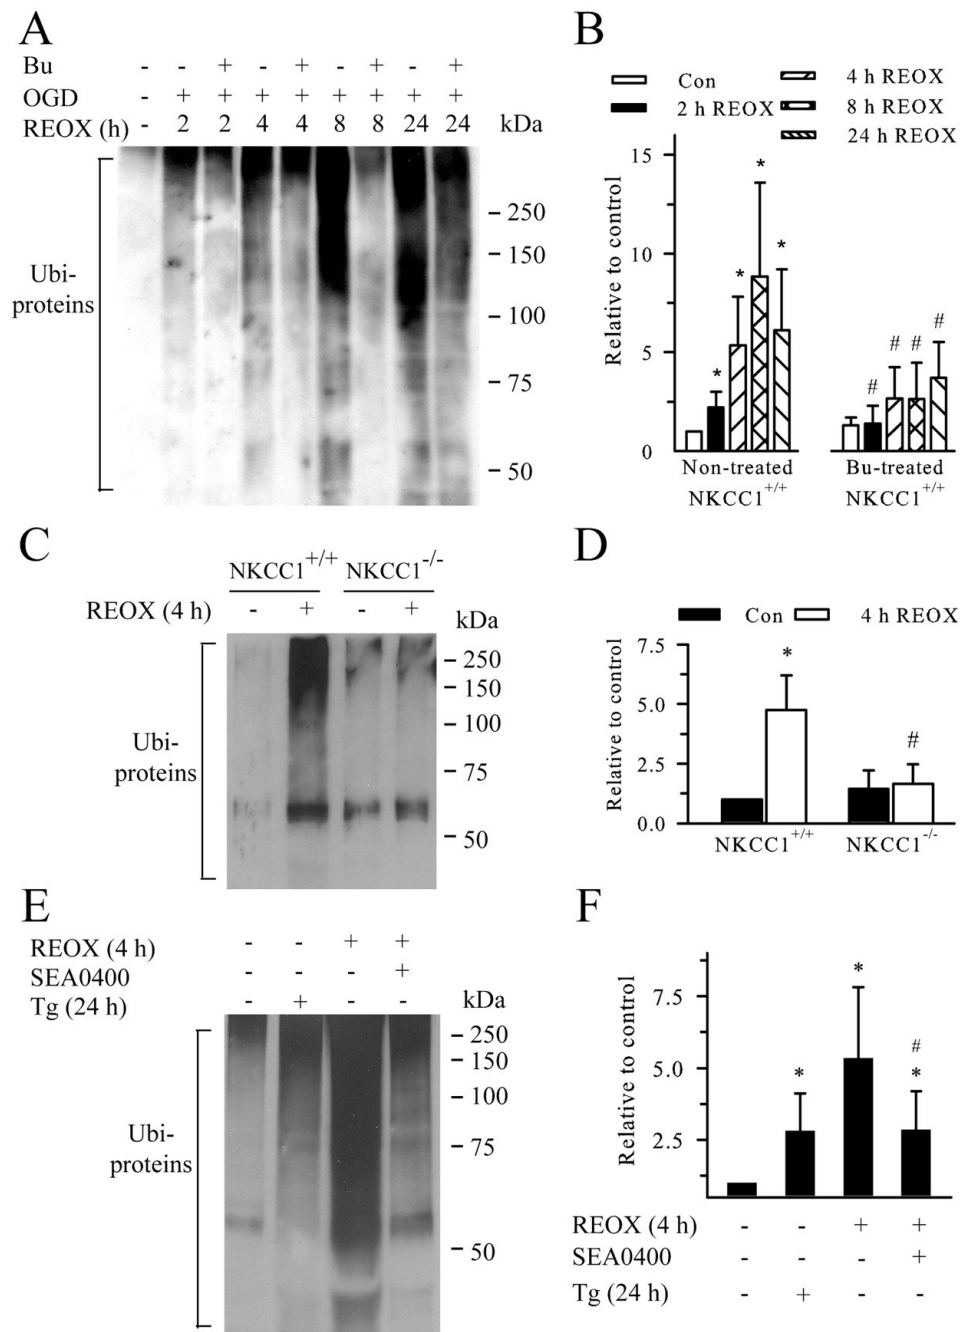 A
Bu - - + - + - + - +
OGD - + + + + + + + +
REOX (h) - 2 2 4 4 8 8 24 24 kDa
250
150
100
75
50
Ubi-
proteins
B
Con
2 h REOX
4 h REOX
8 h REOX
24 h REOX
Relative to control
15
10
5
0
* * * *
# # # #
Non-treated Bu-treated
NKCC1+/+ NKCC1+/+
C
NKCC1+/+ NKCC1-/-
REOX (4 h) - + - + kDa
250
150
100
75
50
Ubi-
proteins
D
Con 4 h REOX
Relative to control
7.5
5.0
2.5
0.0
*
#
NKCC1+/+ NKCC1-/-
E
REOX (4 h) - - + +
SEA0400 - - - +
Tg (24 h) - + - - kDa
250
150
100
75
50
Ubi-
proteins
F
Relative to control
7.5
5.0
2.5
*
*
#
*
REOX (4 h) - - + +
SEA0400 - - - +
Tg (24 h) - + - -